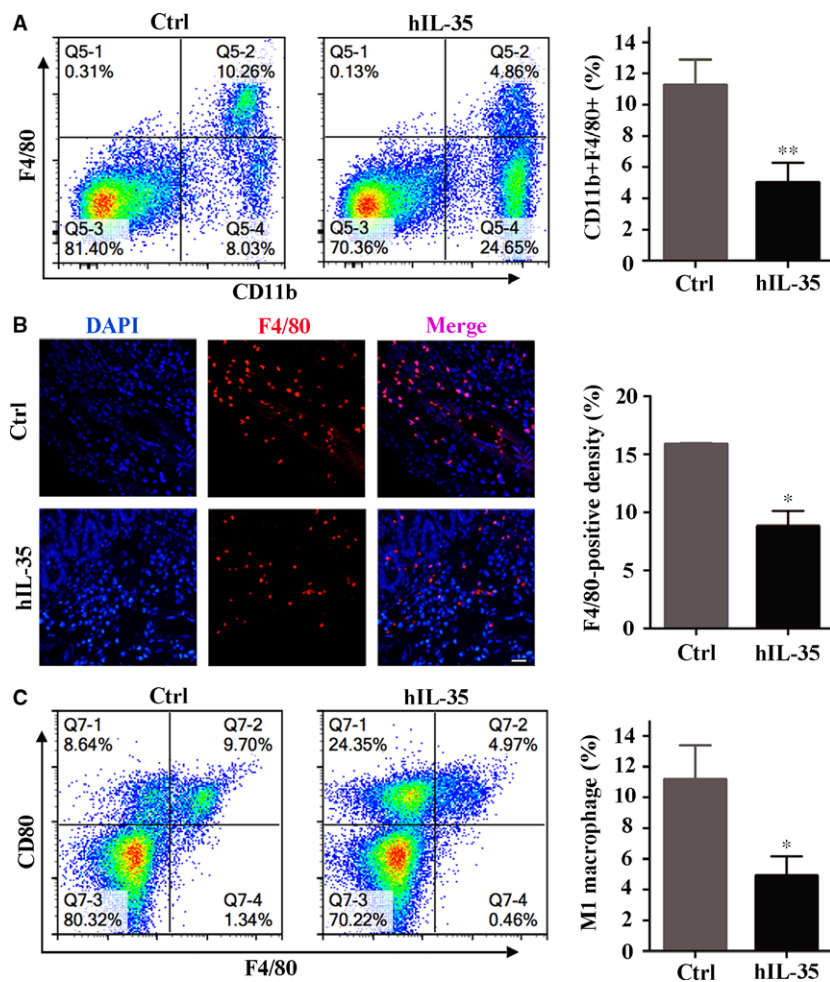 A
Ctrl
hIL-35
Q5-1
0.31%
Q5-2
10.26%
Q5-3
81.40%
Q5-4
8.03%
Q5-1
0.13%
Q5-2
4.86%
Q5-3
70.36%
Q5-4
24.65%
F4/80
CD11b
CD11b+F4/80+ (%)
14
12
10
8
6
4
2
0
**
Ctrl
hIL-35
B
DAPI
F4/80
Merge
Ctrl
hIL-35
F4/80-positive density (%)
20
15
10
5
0
*
Ctrl
hIL-35
C
Ctrl
hIL-35
Q7-1
8.64%
Q7-2
9.70%
Q7-3
80.32%
Q7-4
1.34%
Q7-1
24.35%
Q7-2
4.97%
Q7-3
70.22%
Q7-4
0.46%
CD80
F4/80
M1 macrophage (%)
14
12
10
8
6
4
2
0
*
Ctrl
hIL-35